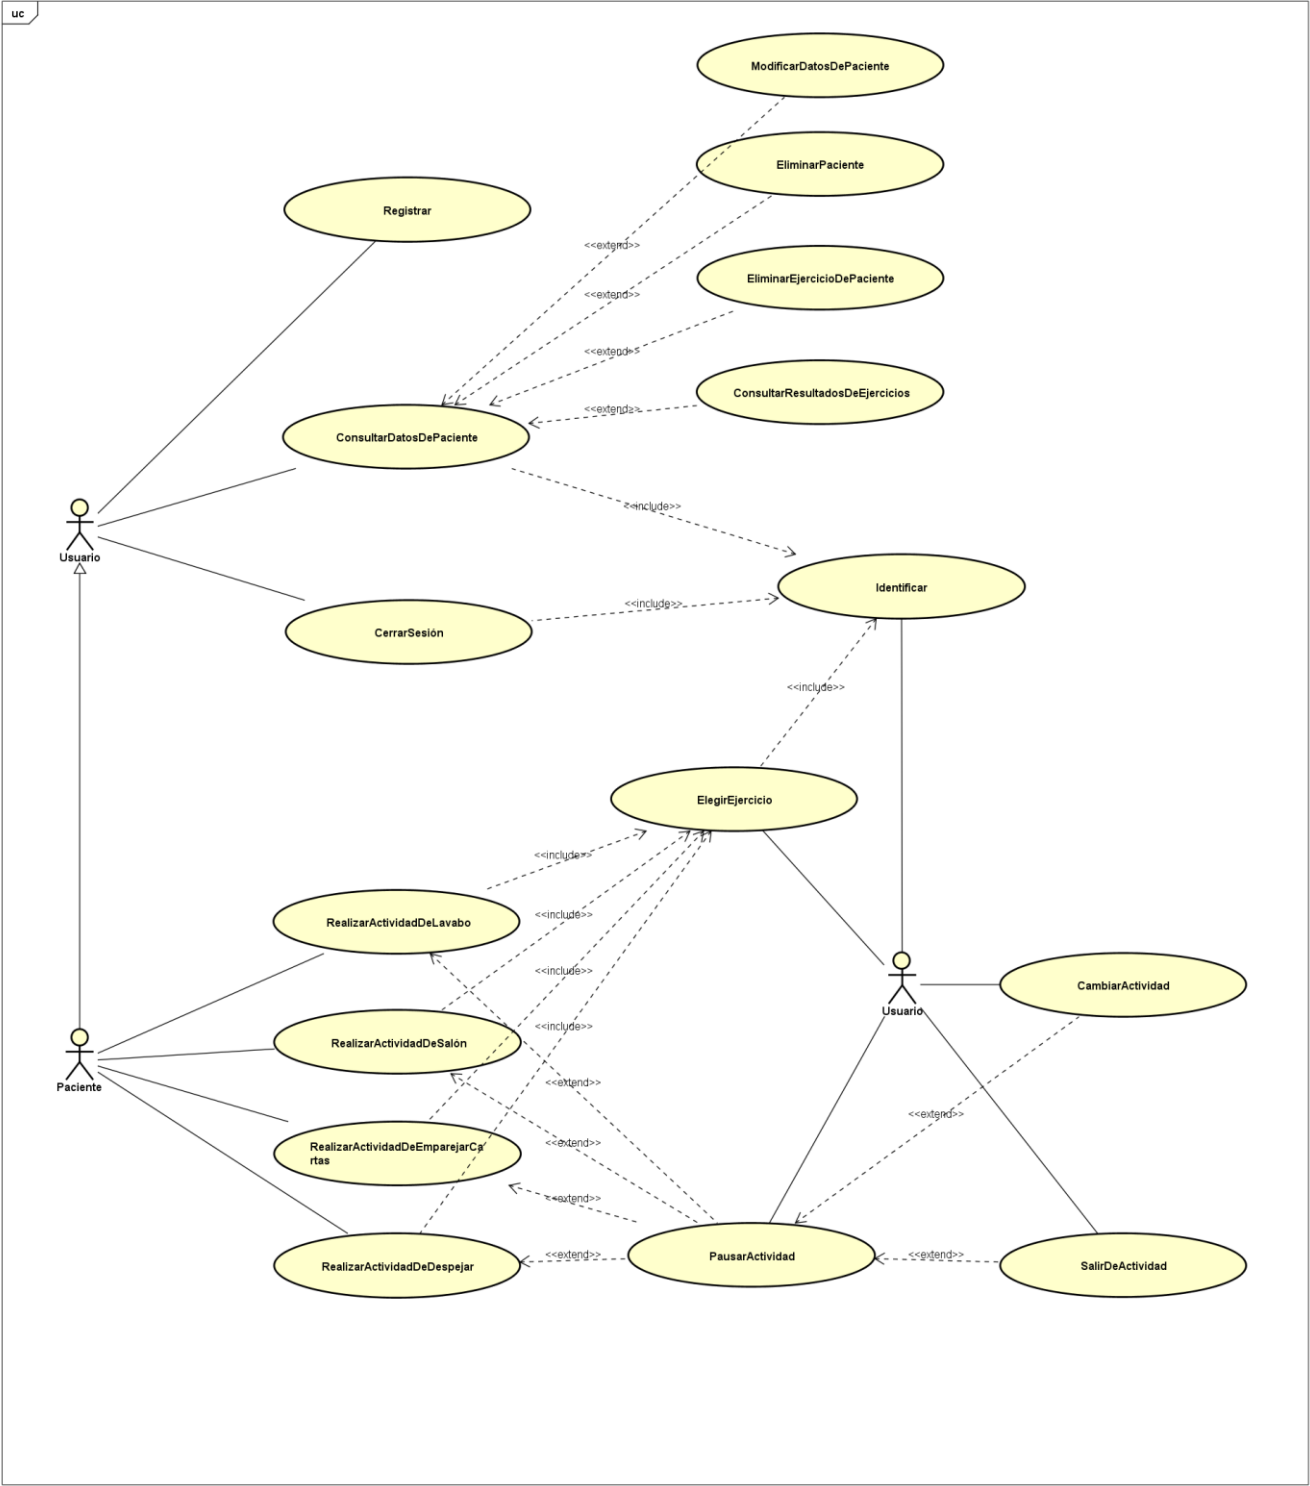 uc
ModificarDatosDePaciente
EliminarPaciente
Registrar
<<extend>>
EliminarEjercicioDePaciente
<<extend>>
<<extend>>
ConsultarResultadosDeEjercicios
<<extend>>
ConsultarDatosDePaciente
<<include>>
Usuario
Identificar
<<include>>
CerrarSesión
<<include>>
ElegirEjercicio
<<include>>
<<include>>
RealizarActividadDeLavabo
<<include>>
CambiarActividad
Usuario
<<include>>
RealizarActividadDeSalón
<<extend>>
Paciente
<<extend>>
<<extend>>
RealizarActividadDeEmparejarCa
rtas
<<extend>>
<<extend>>
<<extend>>
PausarActividad
RealizarActividadDeDespejar
SalirDeActividad